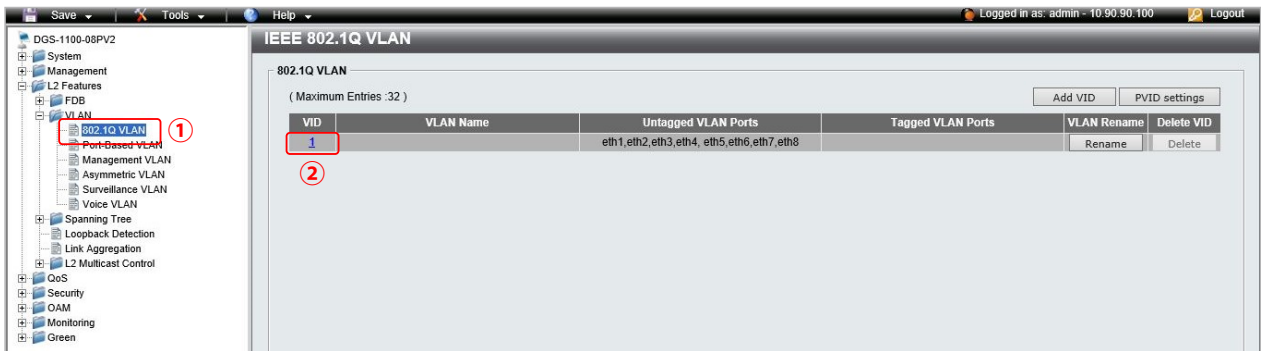 Save Tools Help Logged in as: admin - 10.90.90.100 Logout
DGS-1100-08PV2
System
Management
L2 Features
FDB
VLAN
802.1Q VLAN ①
Port-Based VLAN
Management VLAN
Asymmetric VLAN
Surveillance VLAN
Voice VLAN
Spanning Tree
Loopback Detection
Link Aggregation
L2 Multicast Control
QoS
Security
OAM
Monitoring
Green
IEEE 802.1Q VLAN
802.1Q VLAN
( Maximum Entries :32 ) Add VID PVID settings
VID VLAN Name Untagged VLAN Ports Tagged VLAN Ports VLAN Rename Delete VID
1 eth1,eth2,eth3,eth4, eth5,eth6,eth7,eth8 Rename Delete
②